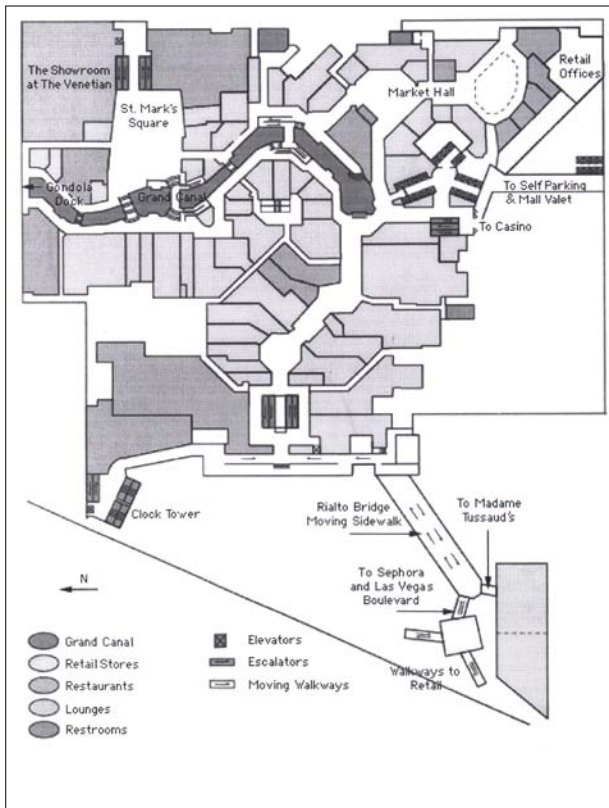 The Showroom
at The Venetian
St. Mark's
Square
Market Hall
Retail
Offices
Gondola
Dock
Grand Canal
To Self Parking
& Mall Valet
To Casino
Clock Tower
Rialto Bridge
Moving Sidewalk
To Madame
Tussaud's
N
To Sephora
and Las Vegas
Boulevard
Walkways to
Retail
Grand Canal
Retail Stores
Restaurants
Lounges
Restrooms
Elevators
Escalators
Moving Walkways